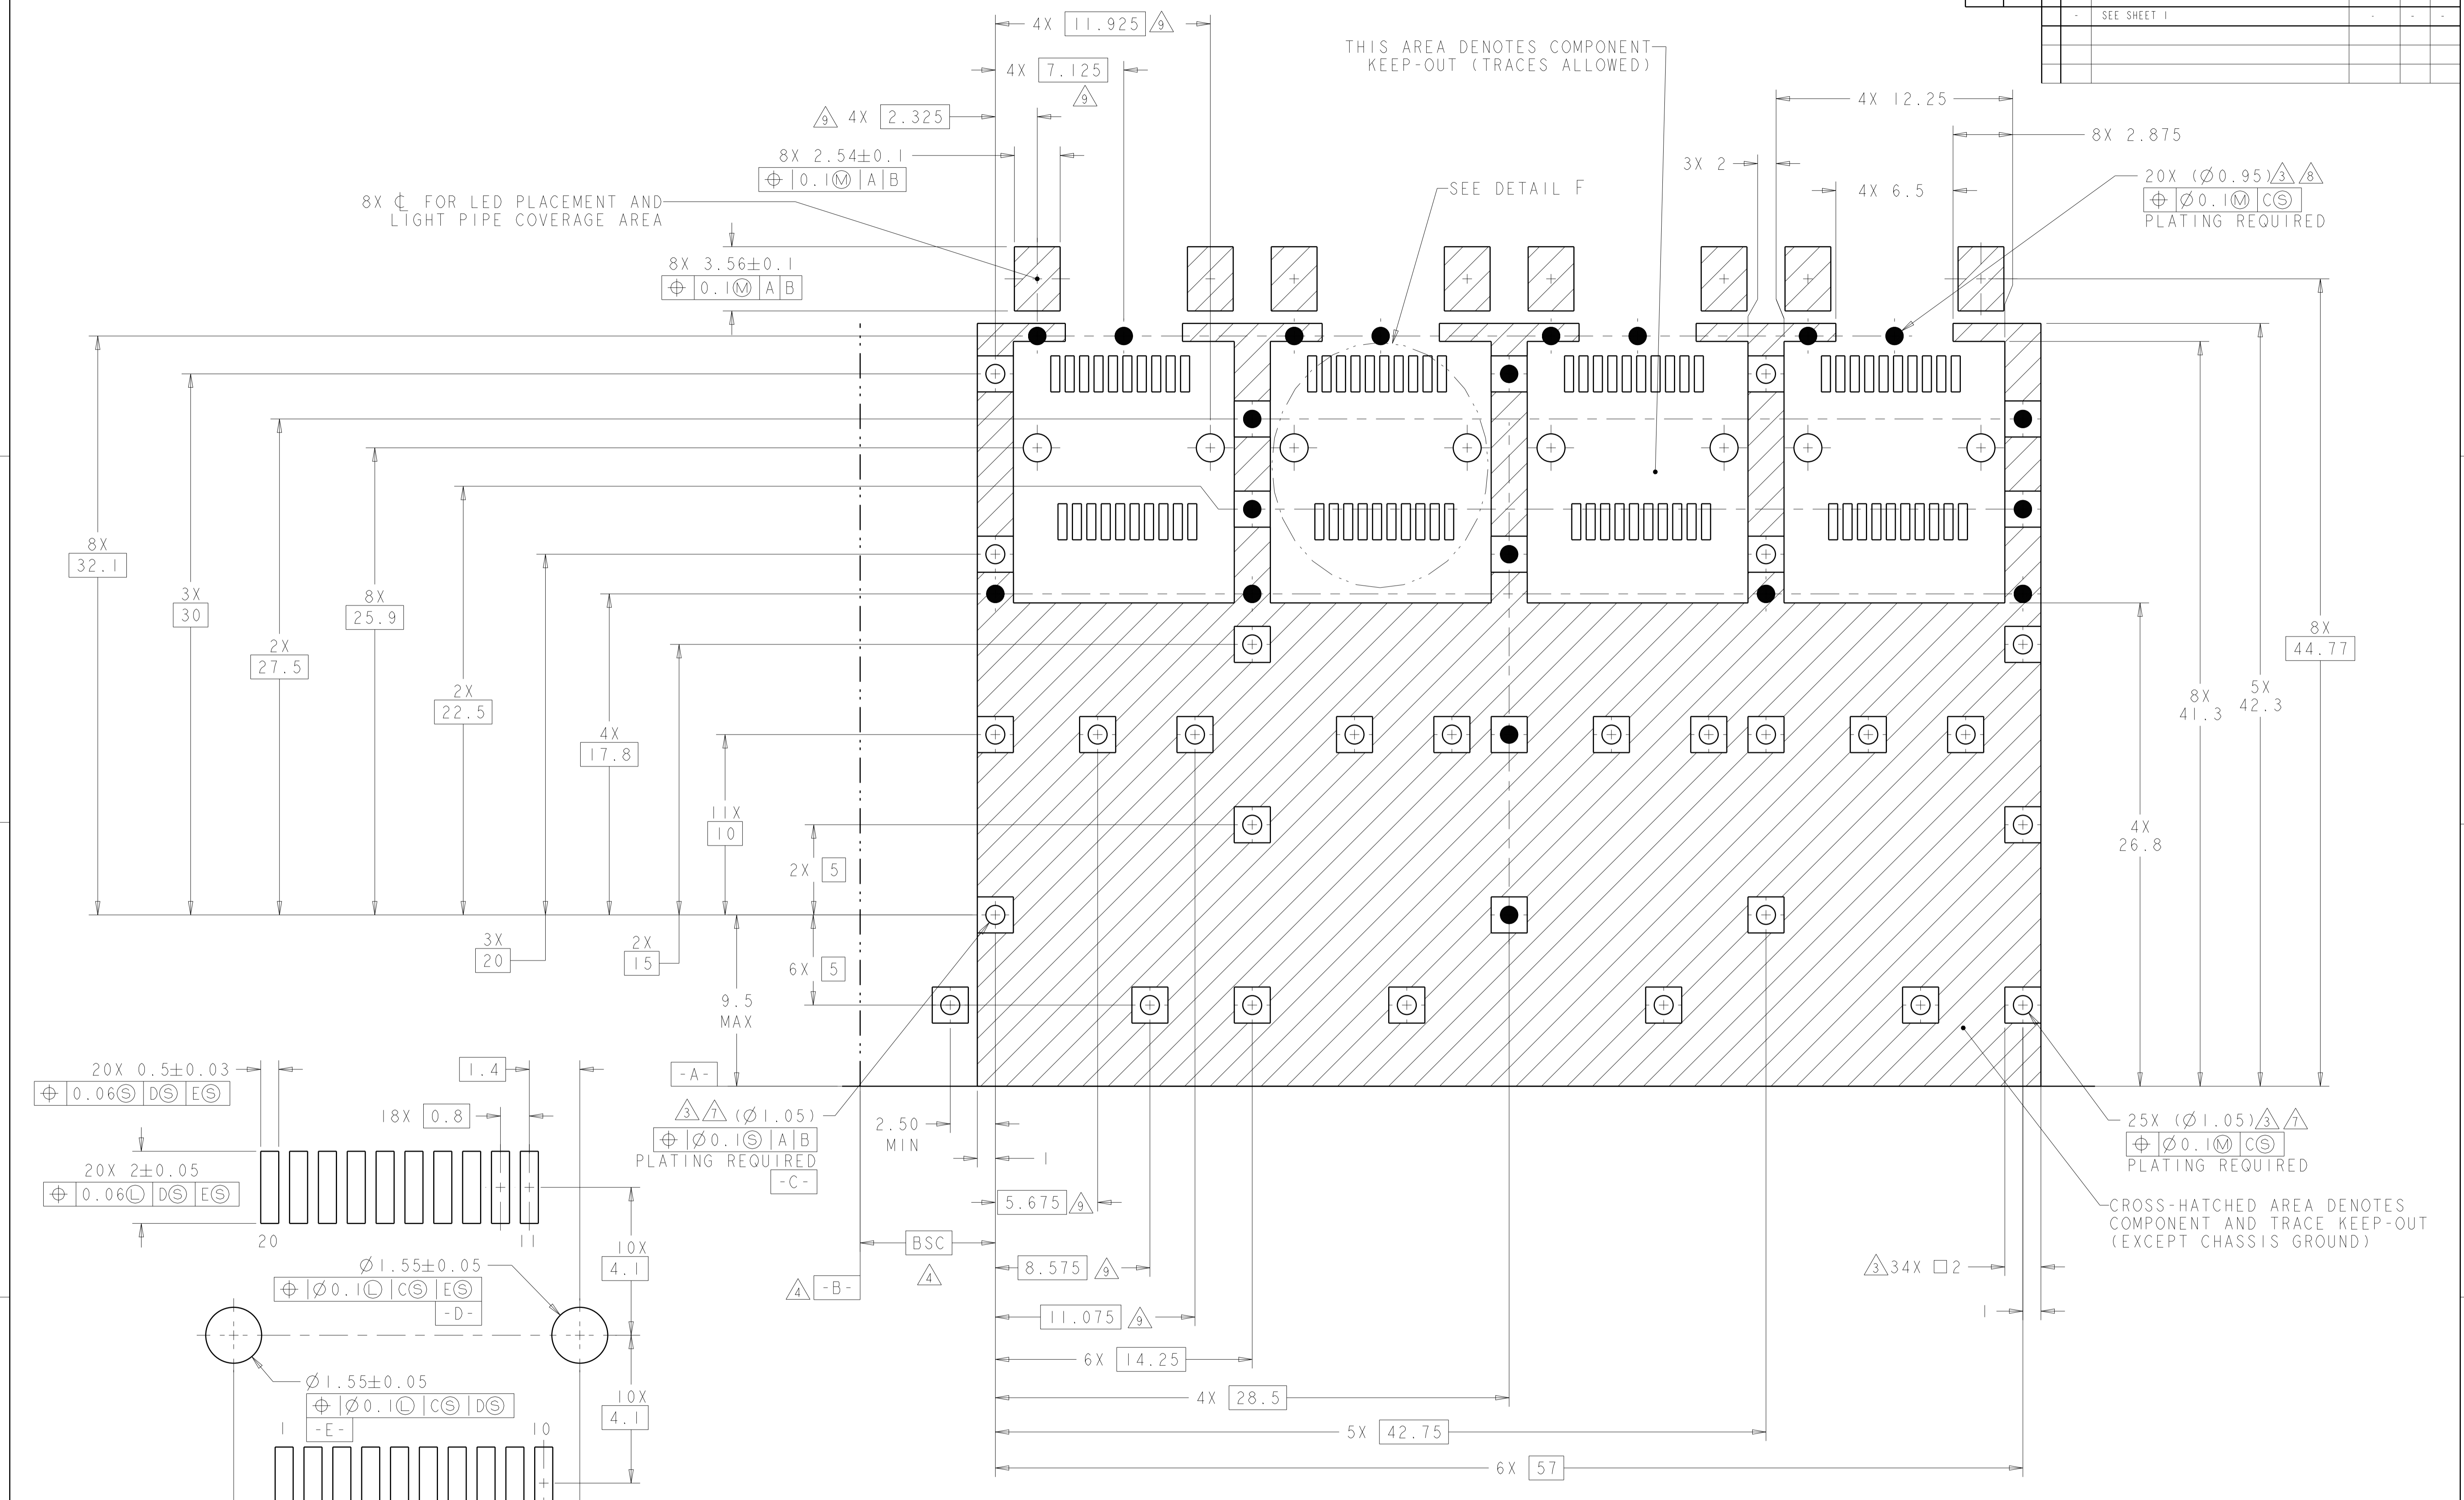 - SEE SHEET 1 - - -
4X 11.925 9
4X 7.125
9
9 4X 2.325
8X 2.54±0.1
⌖ 0.1Ⓜ A B
8X ℄ FOR LED PLACEMENT AND
LIGHT PIPE COVERAGE AREA
8X 3.56±0.1
⌖ 0.1Ⓜ A B
THIS AREA DENOTES COMPONENT
KEEP-OUT (TRACES ALLOWED)
SEE DETAIL F
4X 12.25
8X 2.875
3X 2
4X 6.5
20X (Ø0.95) 3 8
⌖ Ø0.1Ⓜ CⓈ
PLATING REQUIRED
8X
32.1
3X
30
2X
27.5
8X
25.9
2X
22.5
3X
20
4X
17.8
2X
15
11X
10
2X 5
6X 5
9.5
MAX
8X
44.77
5X
42.3
8X
41.3
4X
26.8
-A-
3 7 (Ø1.05)
⌖ Ø0.1Ⓢ A B
PLATING REQUIRED
-C-
2.50
MIN
1
5.675 9
BSC
4
4 -B-
8.575 9
11.075 9
6X 14.25
4X 28.5
5X 42.75
6X 57
25X (Ø1.05) 3 7
⌖ Ø0.1Ⓜ CⓈ
PLATING REQUIRED
CROSS-HATCHED AREA DENOTES
COMPONENT AND TRACE KEEP-OUT
(EXCEPT CHASSIS GROUND)
3 34X □2
1
20X 0.5±0.03
⌖ 0.06Ⓢ DⓈ EⓈ
1.4
18X 0.8
20X 2±0.05
⌖ 0.06Ⓛ DⓈ EⓈ
20 11
10X
4.1
Ø1.55±0.05
⌖ Ø0.1Ⓛ CⓈ EⓈ
-D-
Ø1.55±0.05
⌖ Ø0.1Ⓛ CⓈ DⓈ
-E-
10X
4.1
1 10